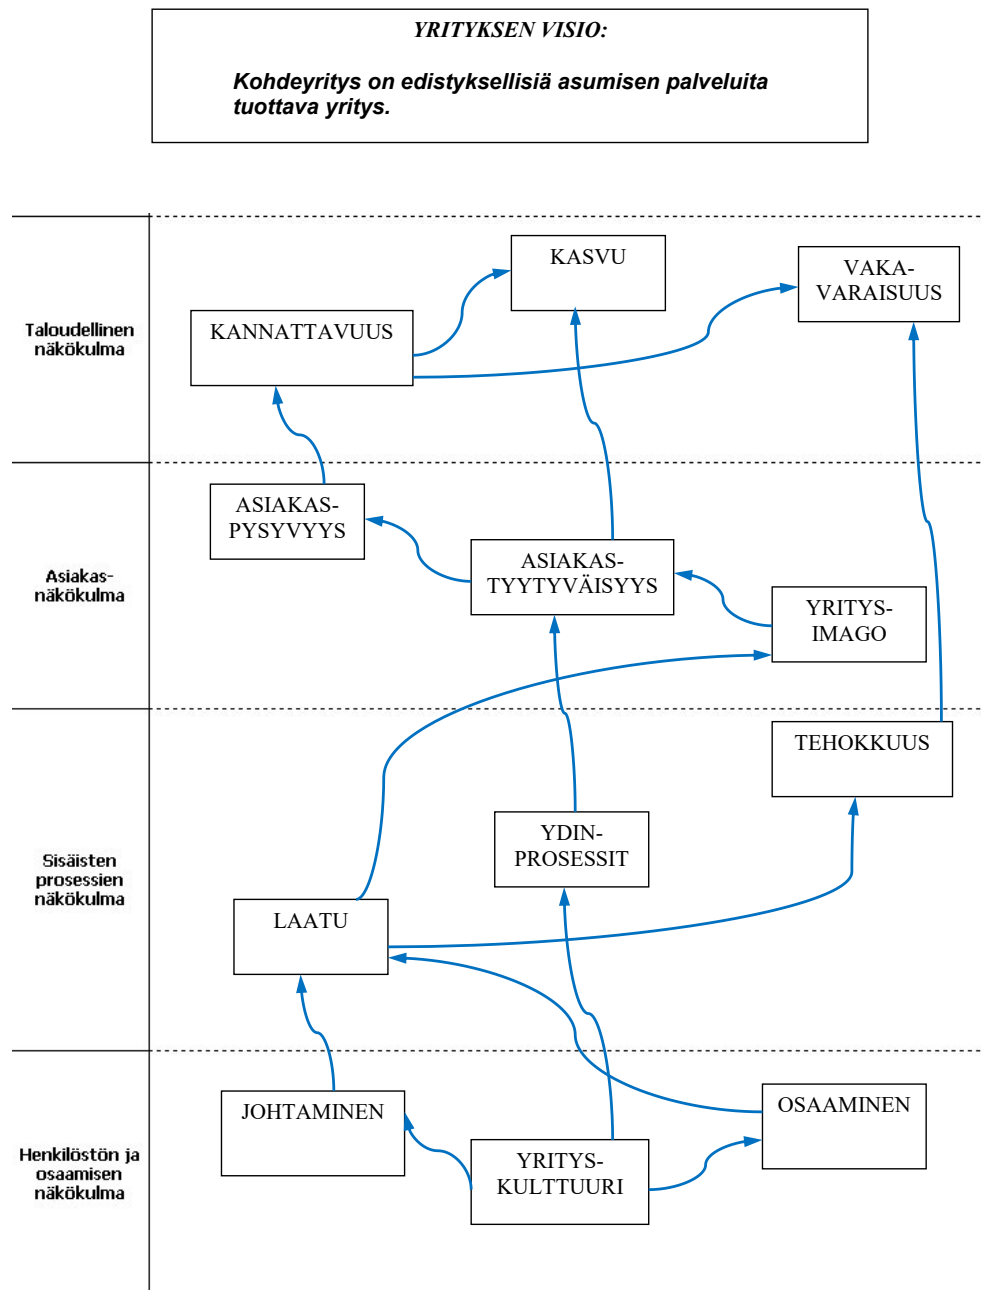 YRITYKSEN VISIO:
Kohdeyritys on edistyksellisiä asumisen palveluita
tuottava yritys.
Taloudellinen
näkökulma
KANNATTAVUUS
KASVU
VAKA-
VARAISUUS
Asiakas-
näkökulma
ASIAKAS-
PYSYVYYS
ASIAKAS-
TYYTYVÄISYYS
YRITYS-
IMAGO
Sisäisten
prosessien
näkökulma
TEHOKKUUS
YDIN-
PROSESSIT
LAATU
Henkilöstön ja
osaamisen
näkökulma
JOHTAMINEN
YRITYS-
KULTTUURI
OSAAMINEN